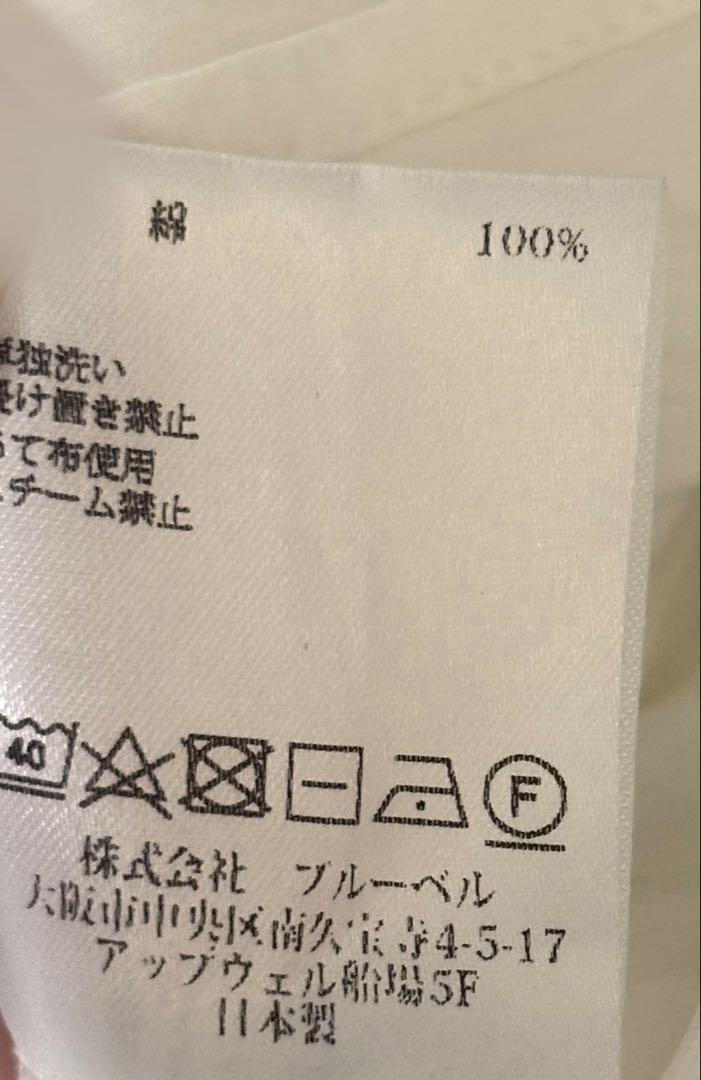 綿 100%
独洗い
け置き禁止
て布使用
チーム禁止
40
F
株式会社 ブルーベル
大阪市中央区南久宝寺4-5-17
アップウェル船場5F
日本製